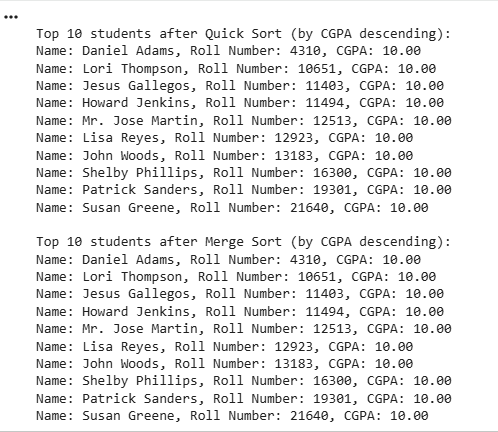 Top 10 students after Quick Sort (by CGPA descending):
Name: Daniel Adams, Roll Number: 4310, CGPA: 10.00
Name: Lori Thompson, Roll Number: 10651, CGPA: 10.00
Name: Jesus Gallegos, Roll Number: 11403, CGPA: 10.00
Name: Howard Jenkins, Roll Number: 11494, CGPA: 10.00
Name: Mr. Jose Martin, Roll Number: 12513, CGPA: 10.00
Name: Lisa Reyes, Roll Number: 12923, CGPA: 10.00
Name: John Woods, Roll Number: 13183, CGPA: 10.00
Name: Shelby Phillips, Roll Number: 16300, CGPA: 10.00
Name: Patrick Sanders, Roll Number: 19301, CGPA: 10.00
Name: Susan Greene, Roll Number: 21640, CGPA: 10.00
Top 10 students after Merge Sort (by CGPA descending):
Name: Daniel Adams, Roll Number: 4310, CGPA: 10.00
Name: Lori Thompson, Roll Number: 10651, CGPA: 10.00
Name: Jesus Gallegos, Roll Number: 11403, CGPA: 10.00
Name: Howard Jenkins, Roll Number: 11494, CGPA: 10.00
Name: Mr. Jose Martin, Roll Number: 12513, CGPA: 10.00
Name: Lisa Reyes, Roll Number: 12923, CGPA: 10.00
Name: John Woods, Roll Number: 13183, CGPA: 10.00
Name: Shelby Phillips, Roll Number: 16300, CGPA: 10.00
Name: Patrick Sanders, Roll Number: 19301, CGPA: 10.00
Name: Susan Greene, Roll Number: 21640, CGPA: 10.00